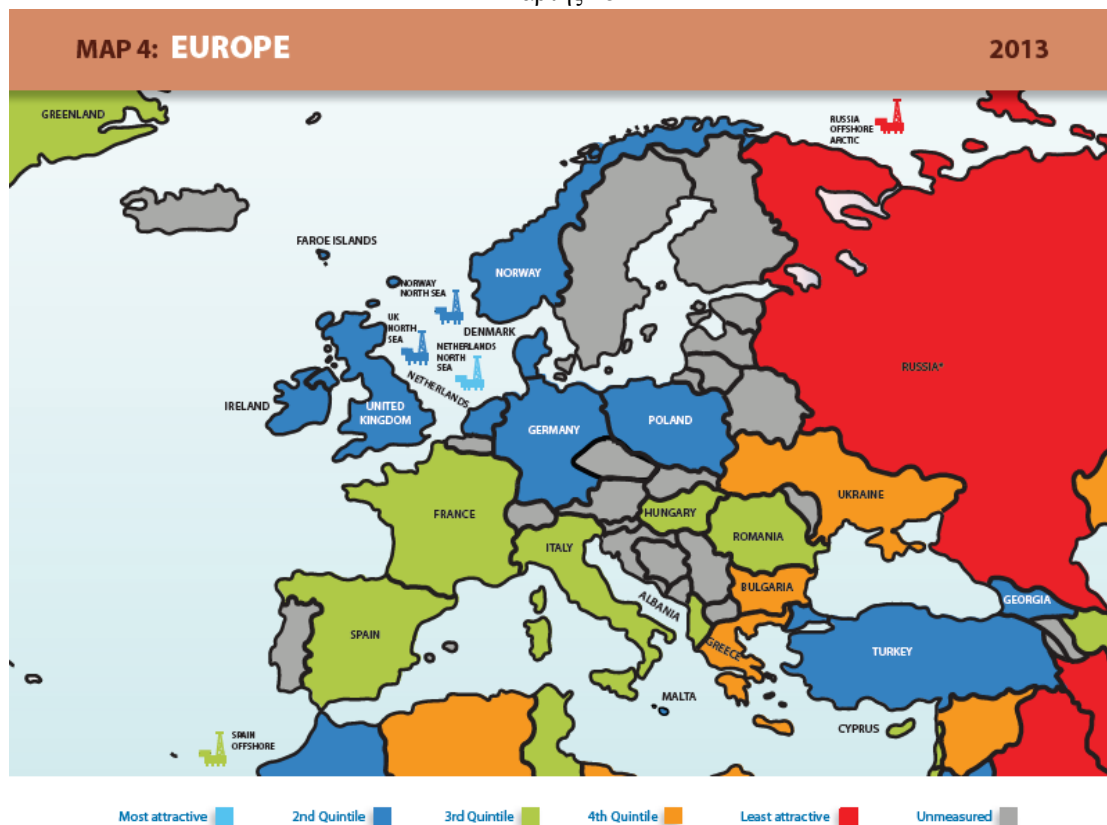 MAP 4: EUROPE 2013
GREENLAND
RUSSIA
OFFSHORE
ARCTIC
FAROE ISLANDS
NORWAY
NORWAY
NORTH SEA
UK
NORTH
SEA
DENMARK
NETHERLANDS
NORTH
SEA
NETHERLANDS
RUSSIA*
IRELAND
UNITED
KINGDOM
GERMANY
POLAND
UKRAINE
FRANCE
HUNGARY
ROMANIA
ITALY
BULGARIA
GEORGIA
ALBANIA
SPAIN
GREECE
TURKEY
MALTA
CYPRUS
SPAIN
OFFSHORE
Most attractive 2nd Quintile 3rd Quintile 4th Quintile Least attractive Unmeasured